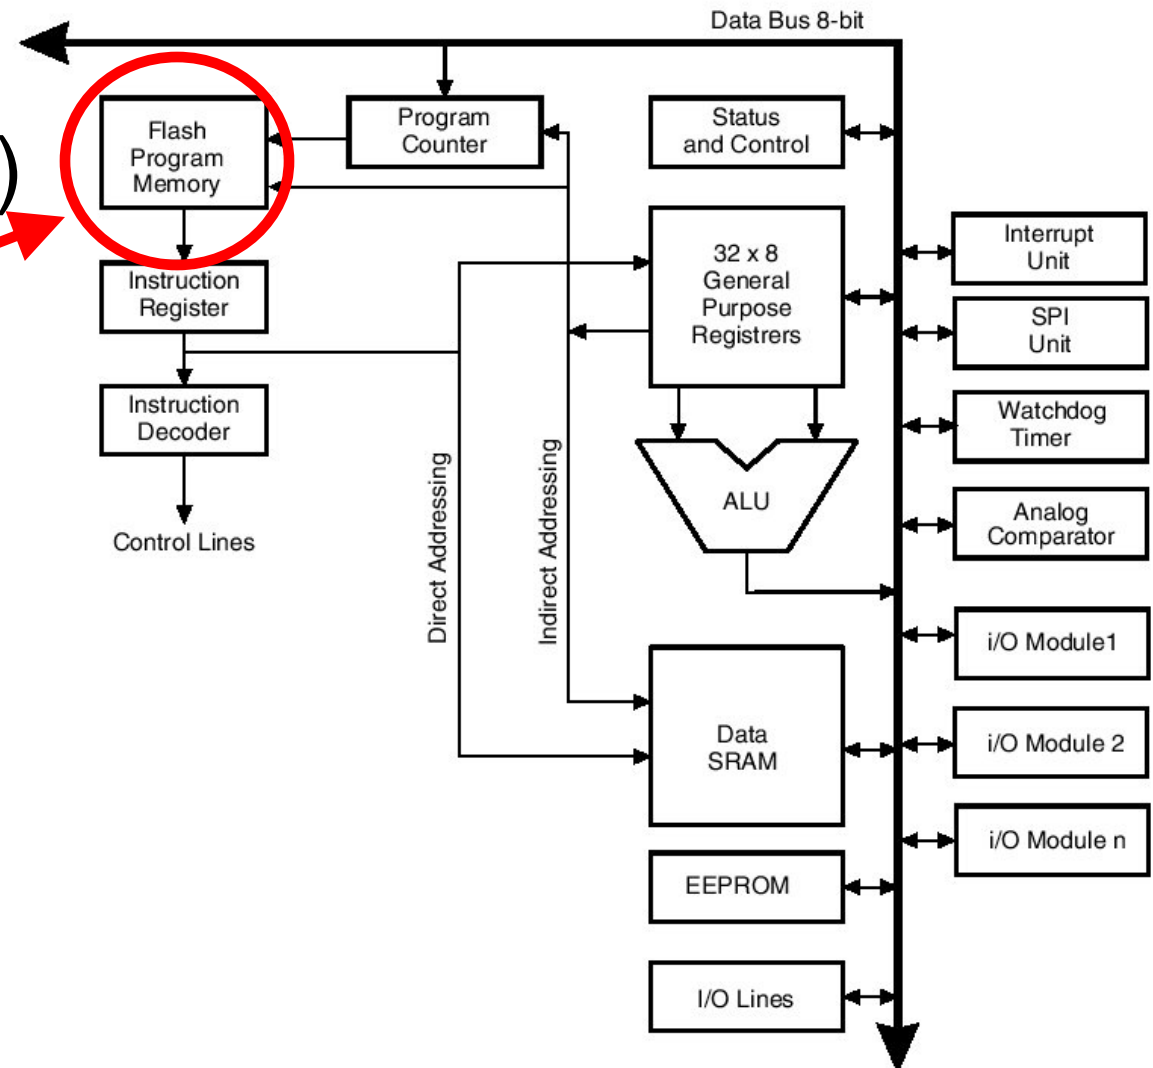 Data Bus 8-bit
)
Flash
Program
Memory
Program
Counter
Status
and Control
Instruction
Register
32 x 8
General
Purpose
Registrers
Interrupt
Unit
SPI
Unit
Instruction
Decoder
Watchdog
Timer
Control Lines
Direct Addressing
Indirect Addressing
ALU
Analog
Comparator
i/O Module1
Data
SRAM
i/O Module 2
i/O Module n
EEPROM
I/O Lines